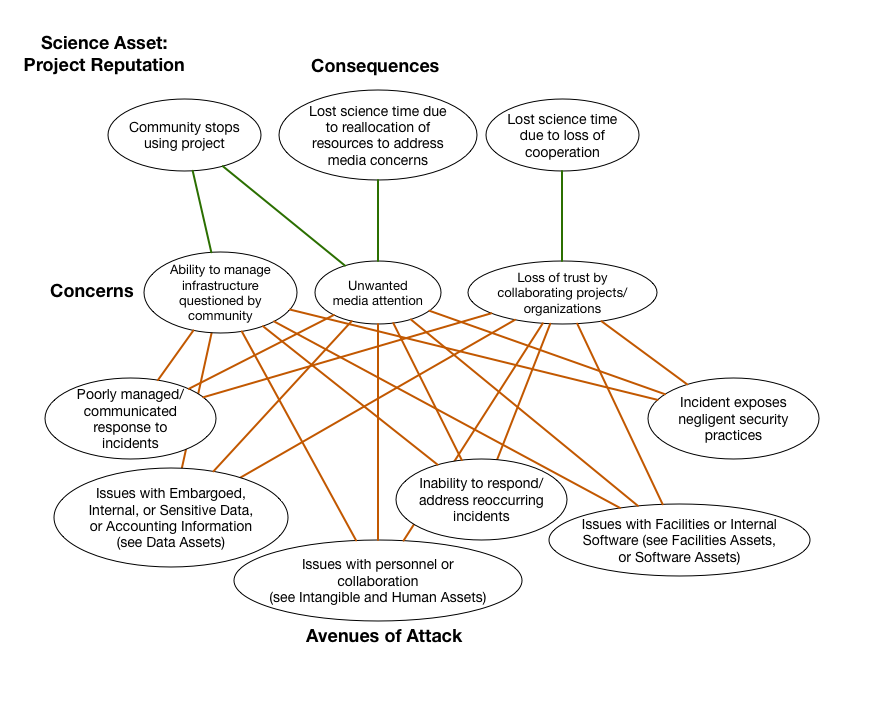 Science Asset:
Project Reputation
Consequences
Community stops
using project
Lost science time due
to reallocation of
resources to address
media concerns
Lost science time
due to loss of
cooperation
Concerns
Ability to manage
infrastructure
questioned by
community
Unwanted
media attention
Loss of trust by
collaborating projects/
organizations
Poorly managed/
communicated
response to
incidents
Incident exposes
negligent security
practices
Issues with Embargoed,
Internal, or Sensitive Data,
or Accounting Information
(see Data Assets)
Inability to respond/
address reoccurring
incidents
Issues with Facilities or Internal
Software (see Facilities Assets,
or Software Assets)
Issues with personnel or
collaboration
(see Intangible and Human Assets)
Avenues of Attack